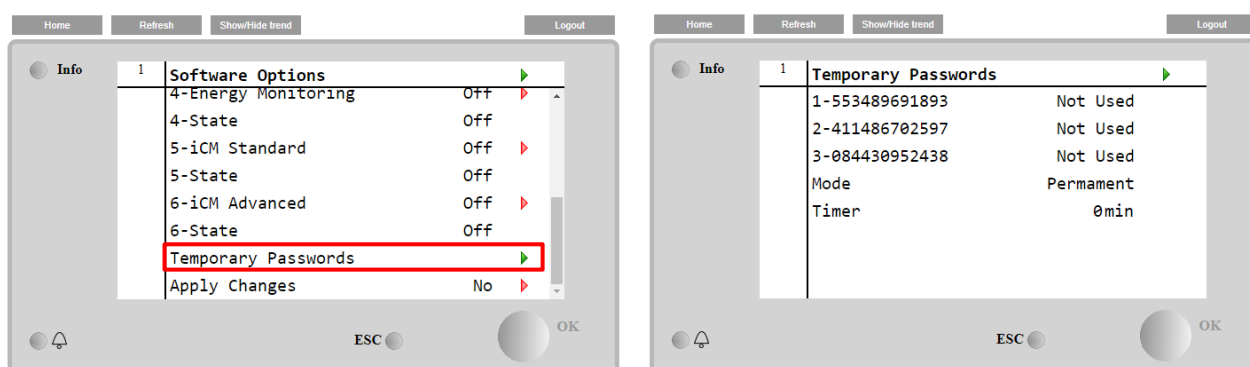 Home Refresh Show/Hide trend Logout
Info
1 Software Options
4-Energy Monitoring Off
4-State Off
5-iCM Standard Off
5-State Off
6-iCM Advanced Off
6-State Off
Temporary Passwords
Apply Changes No
ESC
OK
Home Refresh Show/Hide trend Logout
Info
1 Temporary Passwords
1-553489691893 Not Used
2-411486702597 Not Used
3-084430952438 Not Used
Mode Permament
Timer 0min
ESC
OK